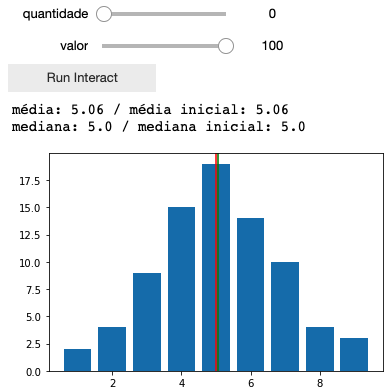 quantidade 0
valor 100
Run Interact
média: 5.06 / média inicial: 5.06
mediana: 5.0 / mediana inicial: 5.0
17.5
15.0
12.5
10.0
7.5
5.0
2.5
0.0
2 4 6 8